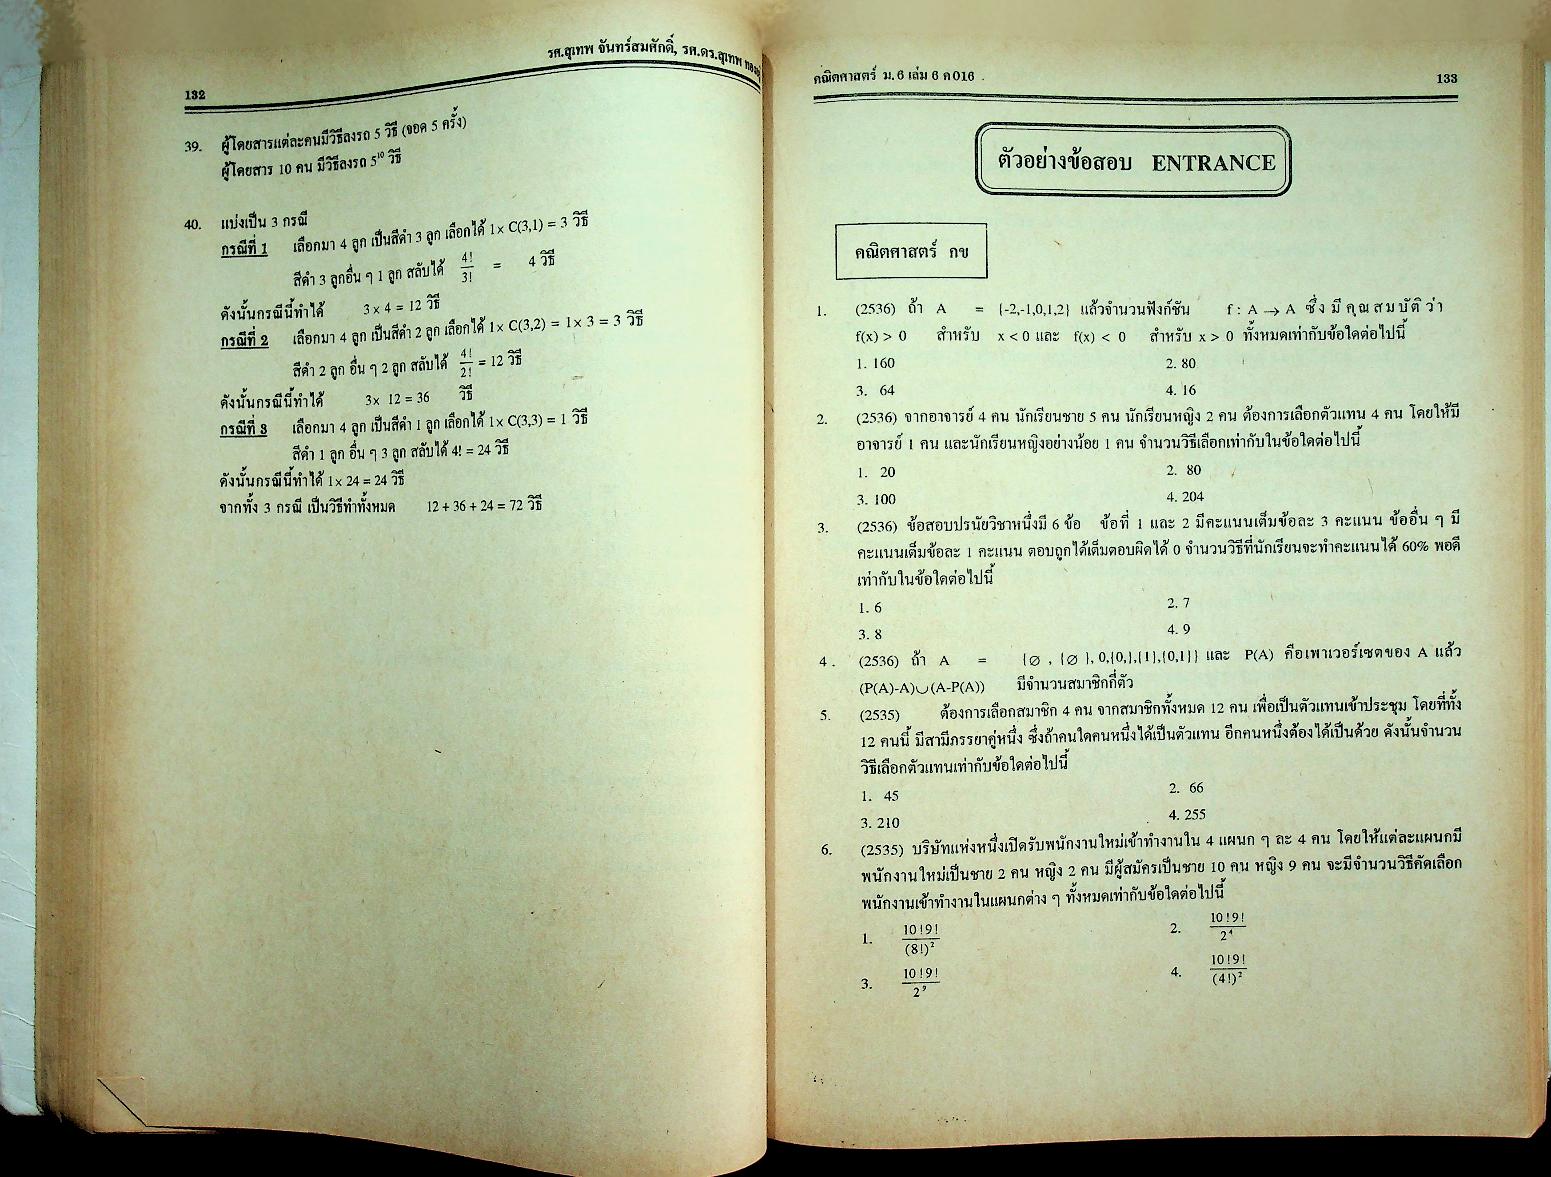 132
รศ.สุเทพ จันทร์สมศักดิ์, รศ.ดร.สุเทพ ทองอยู่
39. ผู้โดยสารแต่ละคนมีวิธีลงรถ 5 วิธี (จอด 5 ครั้ง)
ผู้โดยสาร 10 คน มีวิธีลงรถ 5¹⁰ วิธี
40. แบ่งเป็น 3 กรณี
กรณีที่ 1 เลือกมา 4 ลูก เป็นสีดำ 3 ลูก เลือกได้ 1x C(3,1) = 3 วิธี
สีดำ 3 ลูกอื่น ๆ 1 ลูก สลับได้ 4!/3! = 4 วิธี
ดังนั้นกรณีนี้ทำได้ 3 x 4 = 12 วิธี
กรณีที่ 2 เลือกมา 4 ลูก เป็นสีดำ 2 ลูก เลือกได้ 1x C(3,2) = 1x 3 = 3 วิธี
สีดำ 2 ลูก อื่น ๆ 2 ลูก สลับได้ 4!/2! = 12 วิธี
ดังนั้นกรณีนี้ทำได้ 3x 12 = 36 วิธี
กรณีที่ 3 เลือกมา 4 ลูก เป็นสีดำ 1 ลูก เลือกได้ 1x C(3,3) = 1 วิธี
สีดำ 1 ลูก อื่น ๆ 3 ลูก สลับได้ 4! = 24 วิธี
ดังนั้นกรณีนี้ทำได้ 1x 24 = 24 วิธี
จากทั้ง 3 กรณี เป็นวิธีทำทั้งหมด 12 + 36 + 24 = 72 วิธี
คณิตศาสตร์ ม.6 เล่ม 6 ค016 133
ตัวอย่างข้อสอบ ENTRANCE
คณิตศาสตร์ กข
1. (2536) ถ้า A = {-2,-1,0,1,2} แล้วจำนวนฟังก์ชัน f : A → A ซึ่งมีคุณสมบัติว่า
f(x) > 0 สำหรับ x < 0 และ f(x) < 0 สำหรับ x > 0 ทั้งหมดเท่ากับข้อใดต่อไปนี้
1. 160 2. 80
3. 64 4. 16
2. (2536) จากอาจารย์ 4 คน นักเรียนชาย 5 คน นักเรียนหญิง 2 คน ต้องการเลือกตัวแทน 4 คน โดยให้มี
อาจารย์ 1 คน และนักเรียนหญิงอย่างน้อย 1 คน จำนวนวิธีเลือกเท่ากับในข้อใดต่อไปนี้
1. 20 2. 80
3. 100 4. 204
3. (2536) ข้อสอบปรนัยวิชาหนึ่งมี 6 ข้อ ข้อที่ 1 และ 2 มีคะแนนเต็มข้อละ 3 คะแนน ข้ออื่น ๆ มี
คะแนนเต็มข้อละ 1 คะแนน ตอบถูกได้เต็มตอบผิดได้ 0 จำนวนวิธีที่นักเรียนจะทำคะแนนได้ 60% พอดี
เท่ากับในข้อใดต่อไปนี้
1. 6 2. 7
3. 8 4. 9
4. (2536) ถ้า A = {∅ , {∅ }, 0,{0,},{1},{0,1}} และ P(A) คือเพาเวอร์เซตของ A แล้ว
(P(A)-A)∪(A-P(A)) มีจำนวนสมาชิกกี่ตัว
5. (2535) ต้องการเลือกสมาชิก 4 คน จากสมาชิกทั้งหมด 12 คน เพื่อเป็นตัวแทนเข้าประชุม โดยที่ทั้ง
12 คนนี้ มีสามีภรรยาคู่หนึ่ง ซึ่งถ้าคนใดคนหนึ่งได้เป็นตัวแทน อีกคนหนึ่งต้องได้เป็นด้วย ดังนั้นจำนวน
วิธีเลือกตัวแทนเท่ากับข้อใดต่อไปนี้
1. 45 2. 66
3. 210 4. 255
6. (2535) บริษัทแห่งหนึ่งเปิดรับพนักงานใหม่เข้าทำงานใน 4 แผนก ๆ ละ 4 คน โดยให้แต่ละแผนกมี
พนักงานใหม่เป็นชาย 2 คน หญิง 2 คน มีผู้สมัครเป็นชาย 10 คน หญิง 9 คน จะมีจำนวนวิธีคัดเลือก
พนักงานเข้าทำงานในแผนกต่าง ๆ ทั้งหมดเท่ากับข้อใดต่อไปนี้
1. 10!9!/(8!)² 2. 10!9!/2⁴
3. 10!9!/2⁹ 4. 10!9!/(4!)²